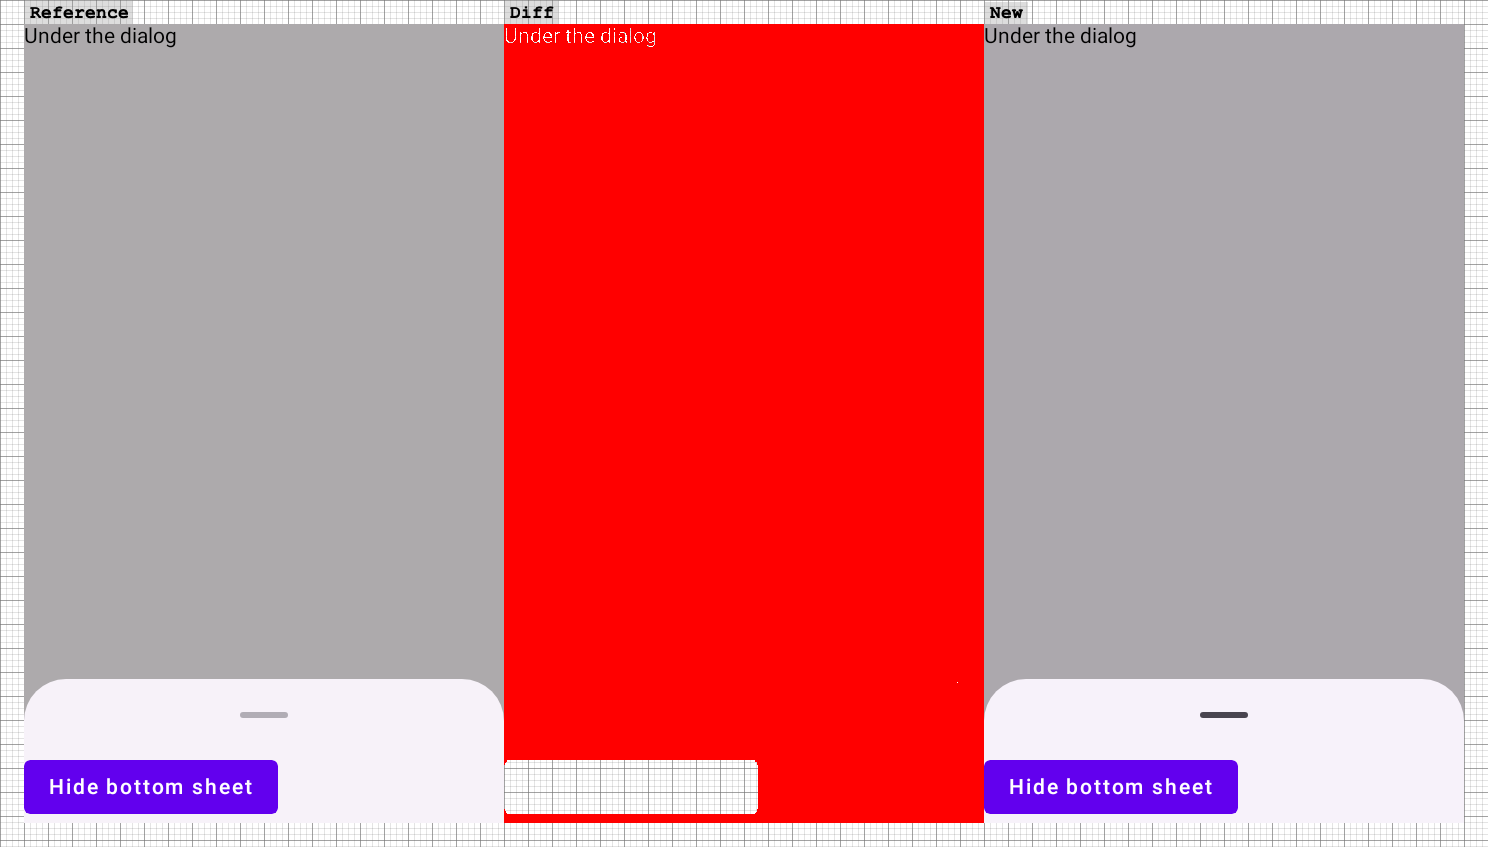 Reference
Diff
New
Under the dialog
Under the dialog
Under the dialog
Hide bottom sheet
Hide bottom sheet